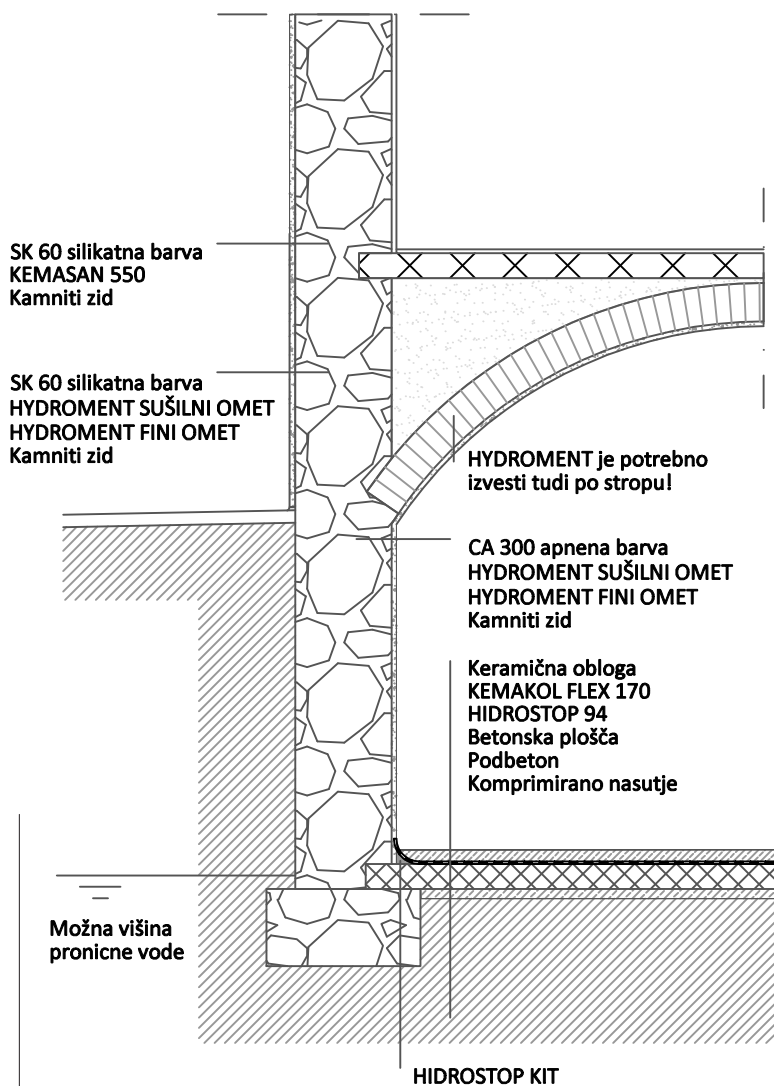 SK 60 silikatna barva
KEMASAN 550
Kamniti zid
SK 60 silikatna barva
HYDROMENT SUŠILNI OMET
HYDROMENT FINI OMET
Kamniti zid
HYDROMENT je potrebno
izvesti tudi po stropu!
CA 300 apnena barva
HYDROMENT SUŠILNI OMET
HYDROMENT FINI OMET
Kamniti zid
Keramična obloga
KEMAKOL FLEX 170
HIDROSTOP 94
Betonska plošča
Podbeton
Komprimirano nasutje
Možna višina
pronicne vode
HIDROSTOP KIT